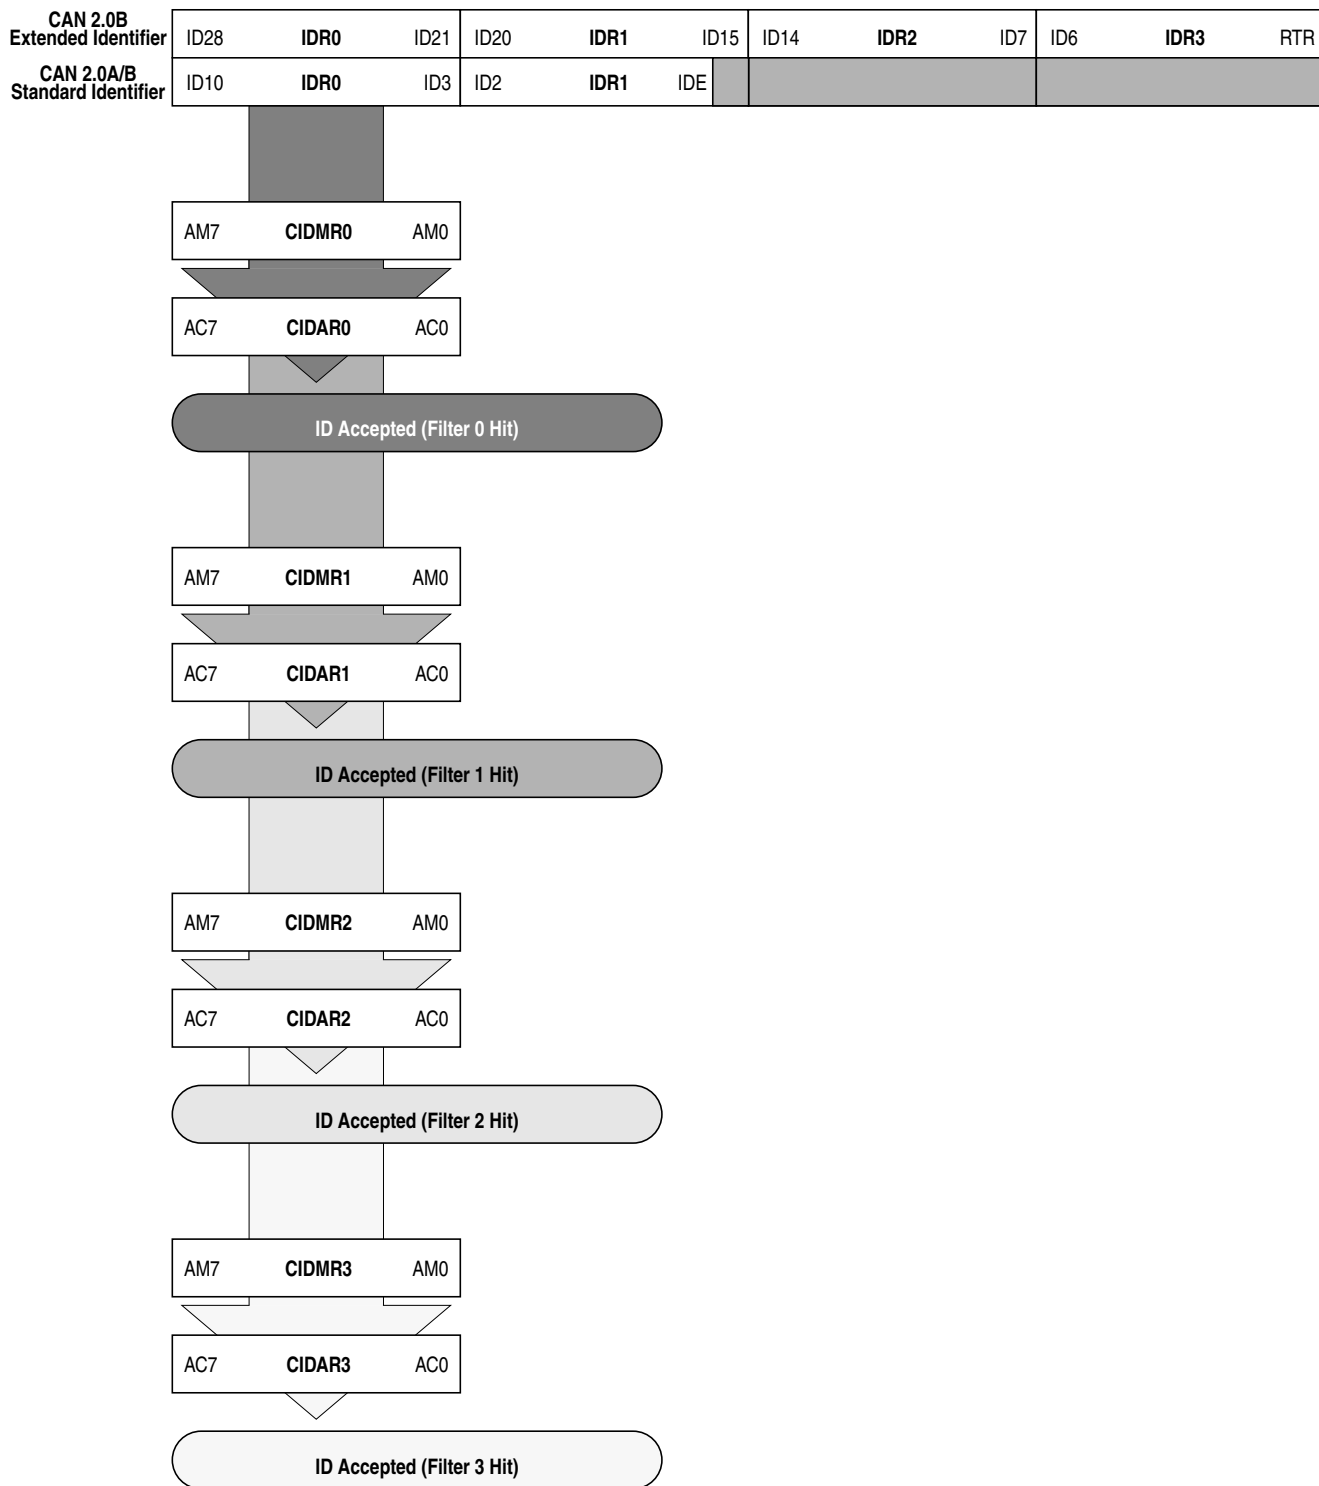 CAN 2.0B
Extended Identifier ID28 IDR0 ID21 ID20 IDR1 ID15 ID14 IDR2 ID7 ID6 IDR3 RTR
CAN 2.0A/B
Standard Identifier ID10 IDR0 ID3 ID2 IDR1 IDE
AM7 CIDMR0 AM0
AC7 CIDAR0 AC0
ID Accepted (Filter 0 Hit)
AM7 CIDMR1 AM0
AC7 CIDAR1 AC0
ID Accepted (Filter 1 Hit)
AM7 CIDMR2 AM0
AC7 CIDAR2 AC0
ID Accepted (Filter 2 Hit)
AM7 CIDMR3 AM0
AC7 CIDAR3 AC0
ID Accepted (Filter 3 Hit)